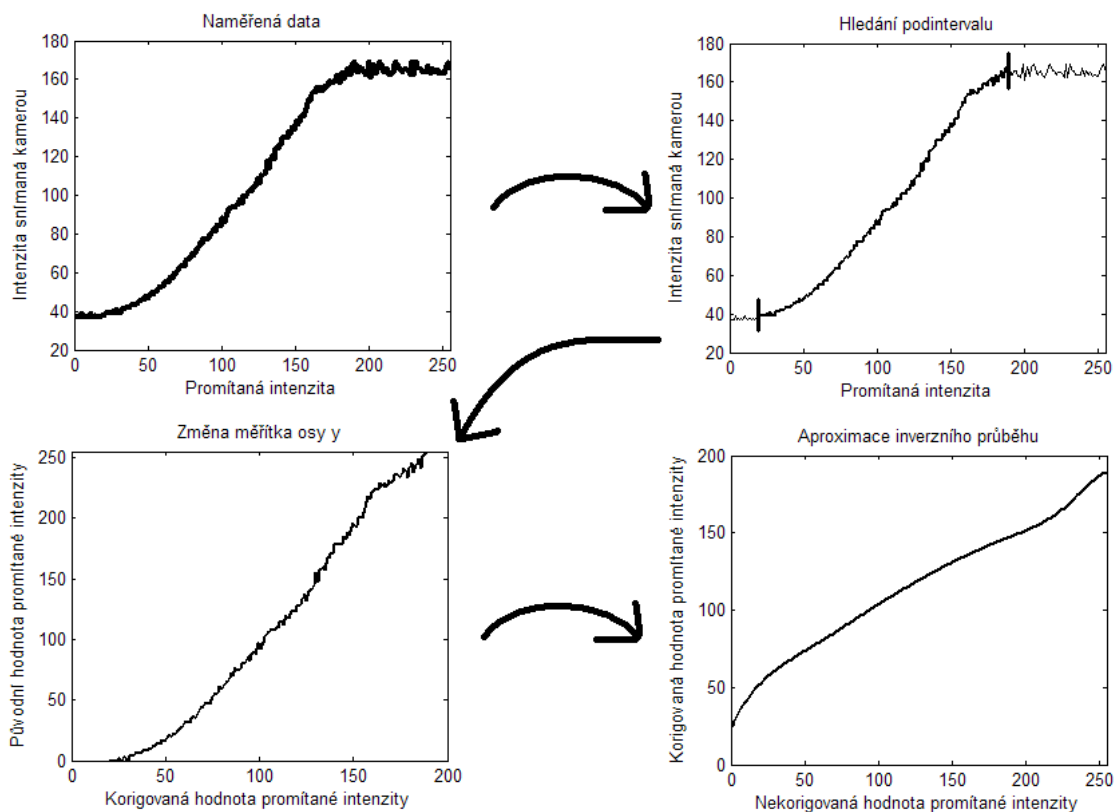 Naměřená data
180
160
140
120
100
80
60
40
20
0 50 100 150 200 250
Intenzita snímaná kamerou
Promítaná intenzita
Hledání podintervalu
180
160
140
120
100
80
60
40
20
0 50 100 150 200 250
Intenzita snímaná kamerou
Promítaná intenzita
Změna měřítka osy y
250
200
150
100
50
0
0 50 100 150 200
Původní hodnota promítané intenzity
Korigovaná hodnota promítané intenzity
Aproximace inverzního průběhu
200
150
100
50
0
0 50 100 150 200 250
Korigovaná hodnota promítané intenzity
Nekorigovaná hodnota promítané intenzity